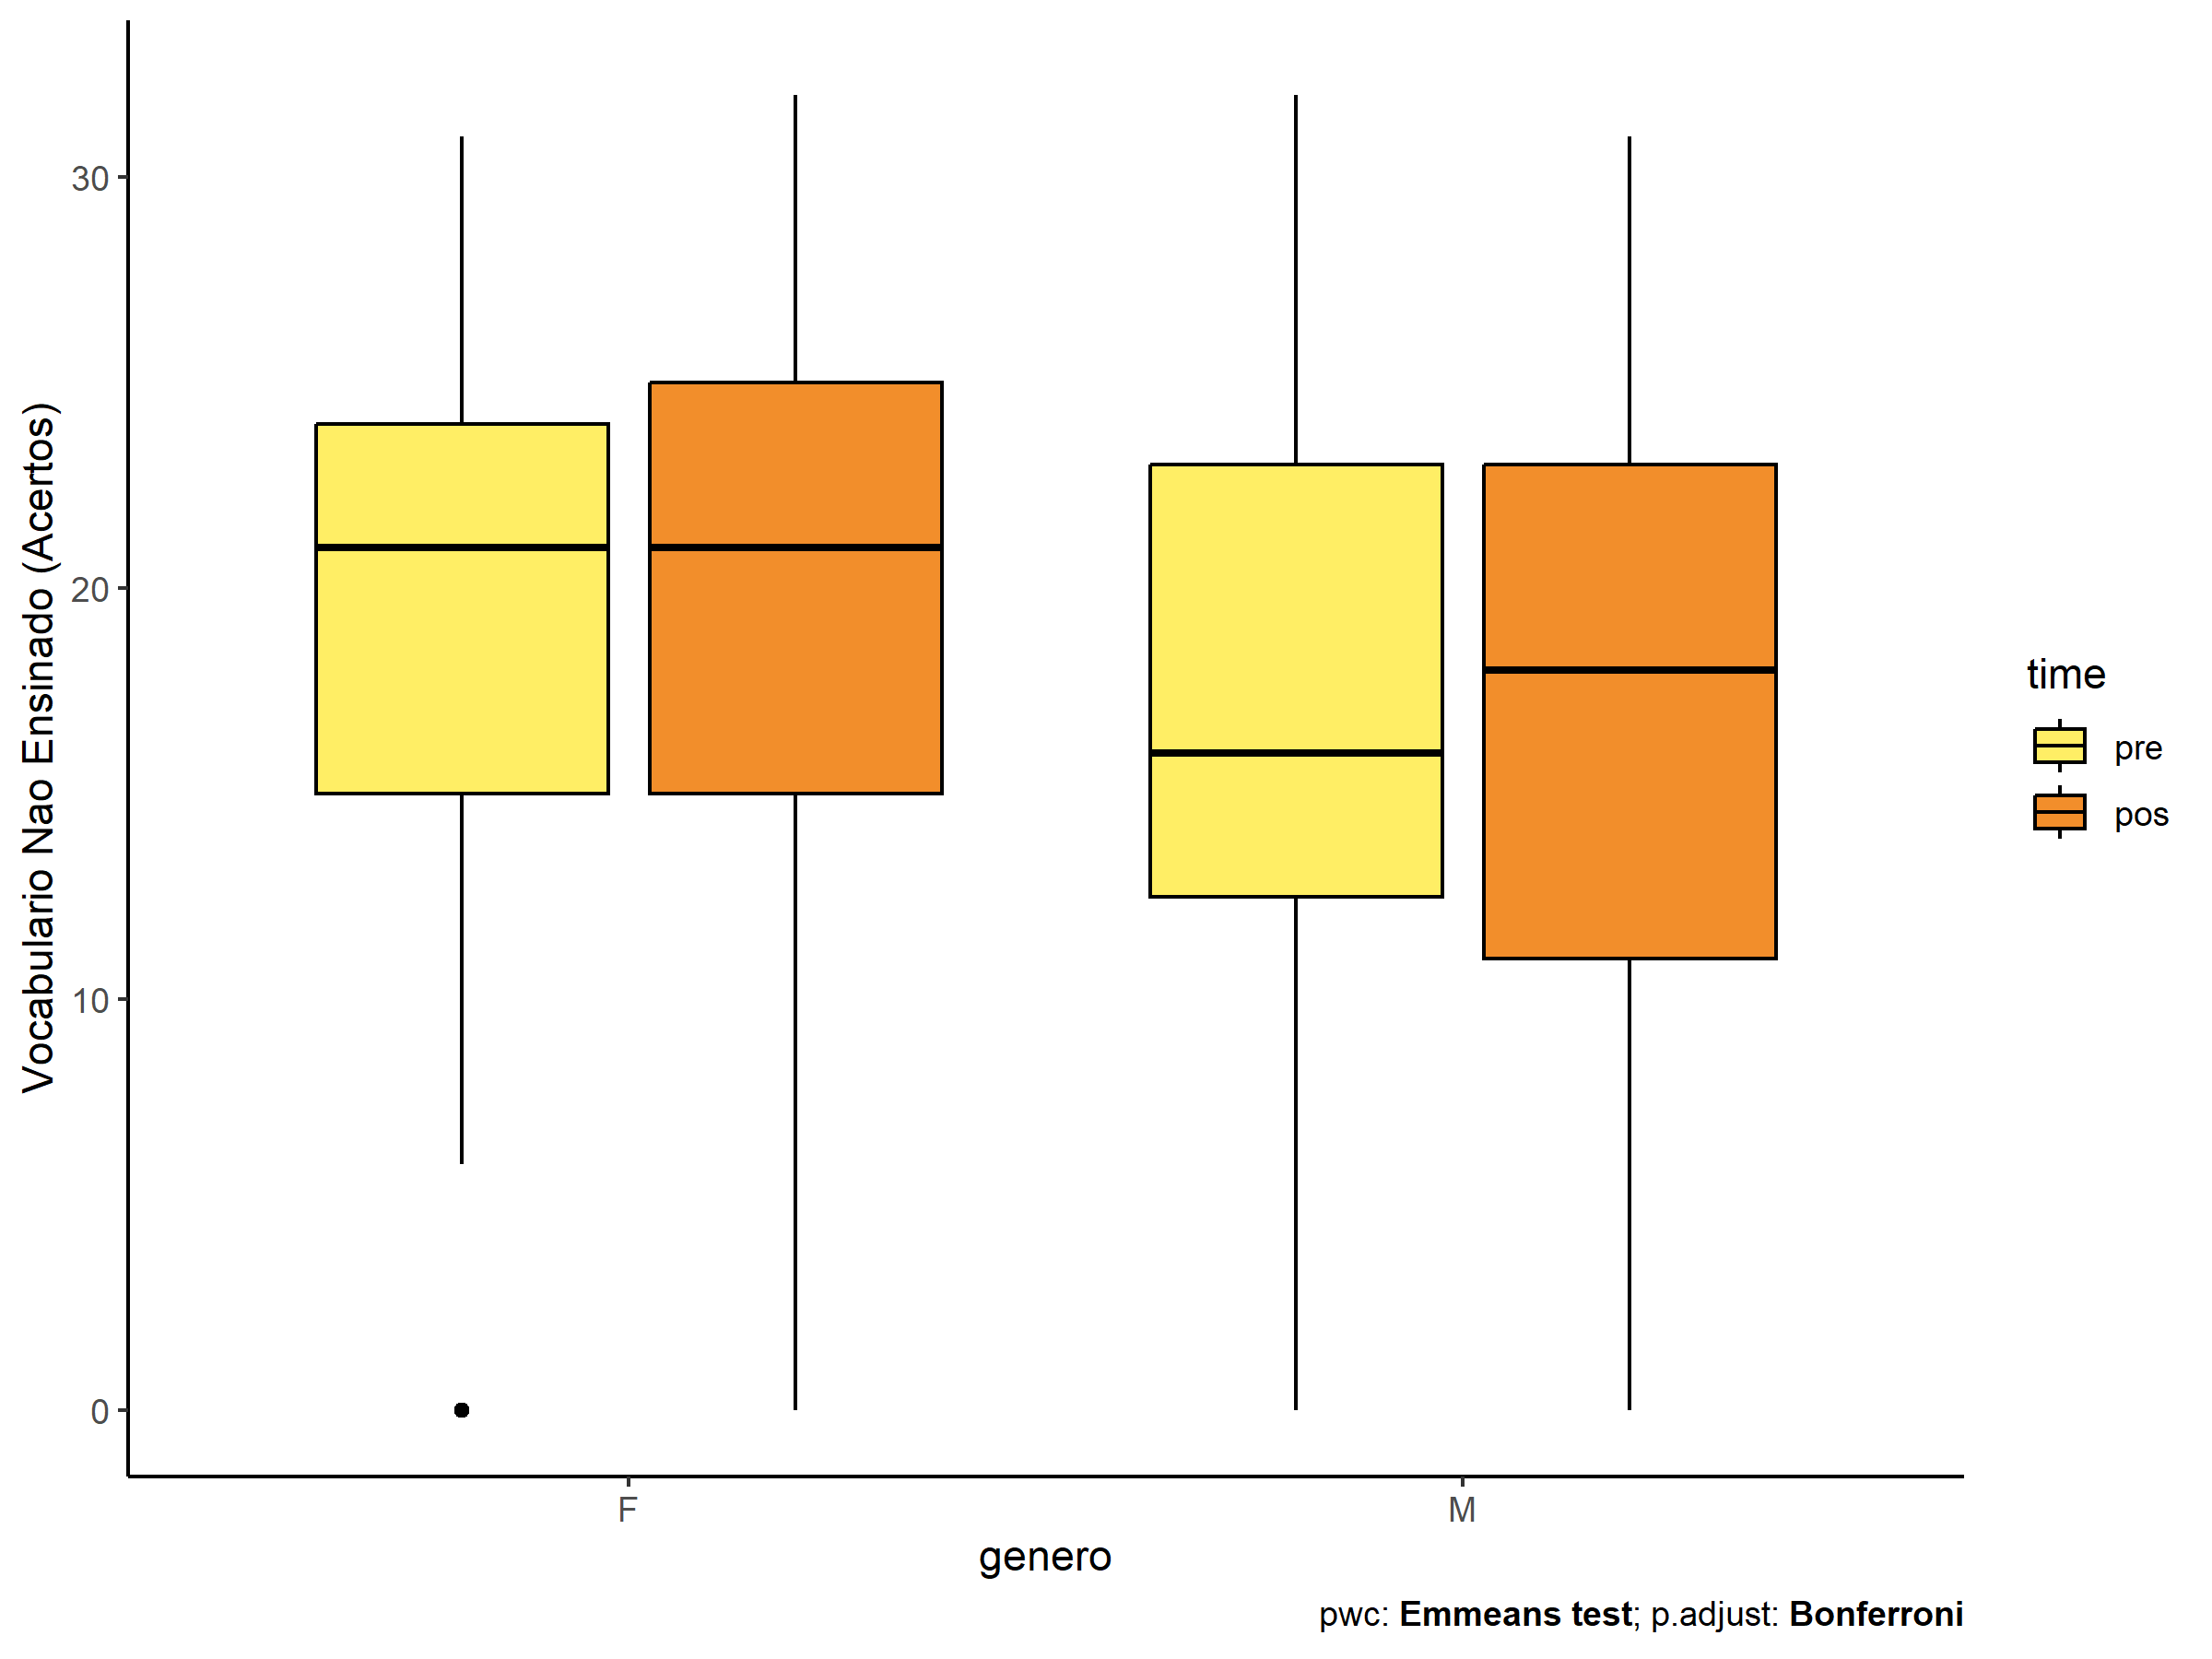 Vocabulario Nao Ensinado (Acertos)
30
20
10
0
F
M
genero
time
pre
pos
pwc: Emmeans test; p.adjust: Bonferroni